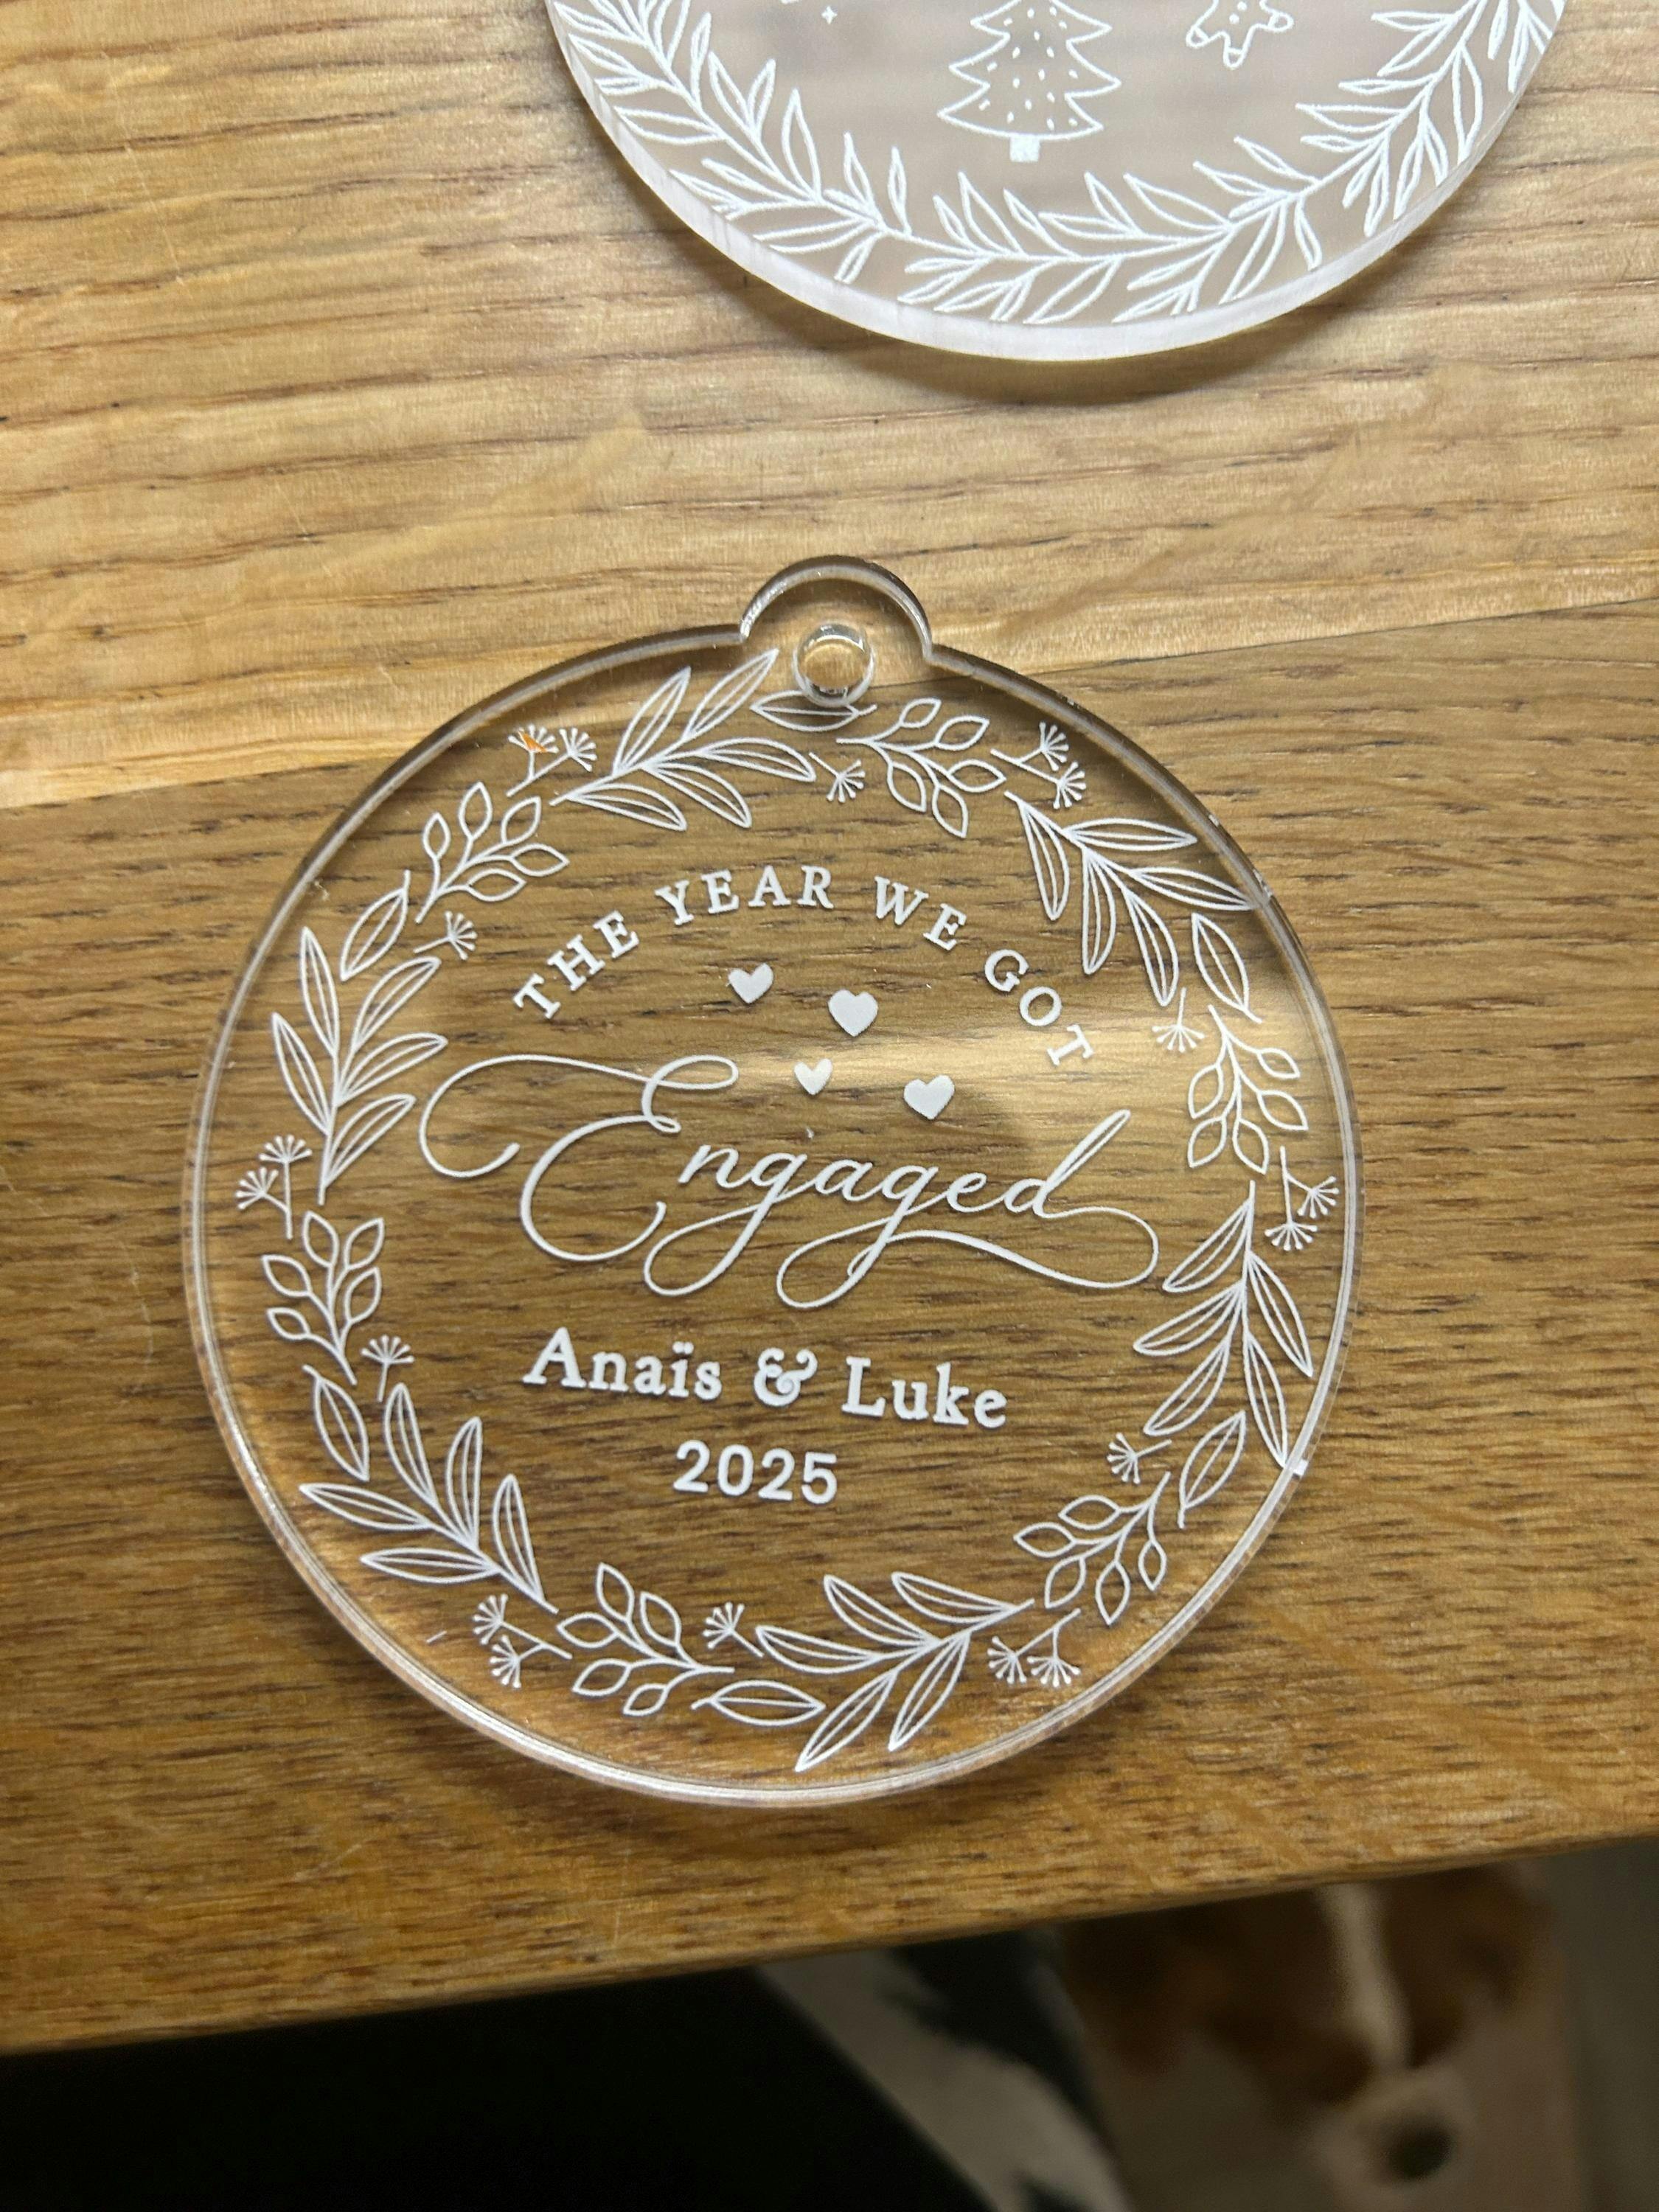 THE YEAR WE GOT
Engaged
Anaïs & Luke
2025